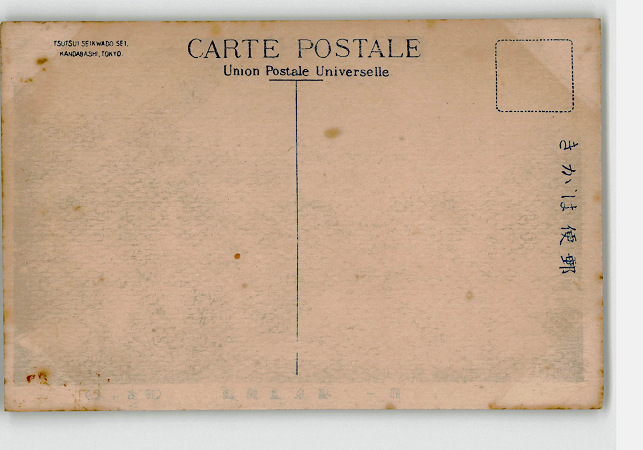 TSUTSUI SEIKWADO SEI.
KANDABASHI, TOKYO.
CARTE POSTALE
Union Postale Universelle
きかは便郵